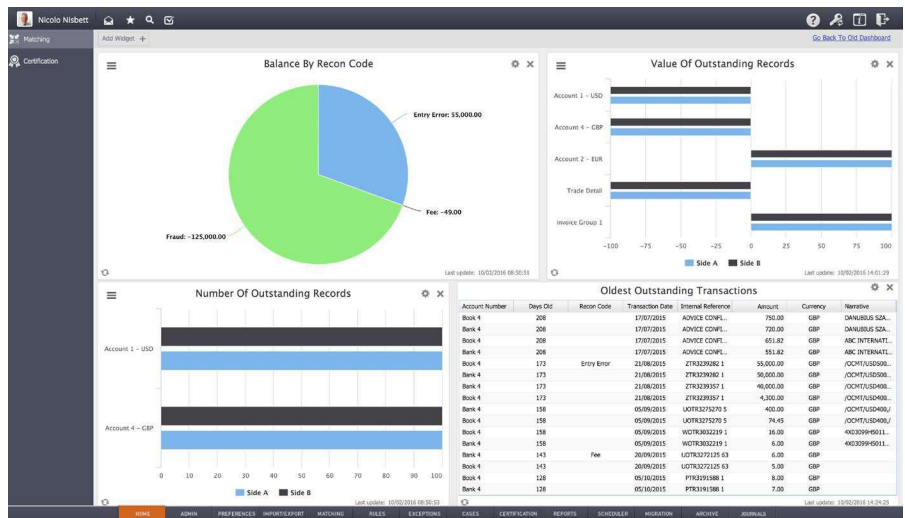 Nicolo Nisbett
Matching
Certification
Add Widget +
Go Back To Old Dashboard
Balance By Recon Code
Entry Error: 55,000.00
Fee: -49.00
Fraud: -125,000.00
Last update: 10/02/2016 08:50:51
Value Of Outstanding Records
Account 1 - USD
Account 4 - GBP
Account 2 - EUR
Trade Detail
Invoice Group 1
-100 -75 -50 -25 0 25 50 75 100
Side A Side B
Last update: 10/02/2016 14:01:29
Number Of Outstanding Records
Account 1 - USD
Account 4 - GBP
0 10 20 30 40 50 60 70 80 90 100
Side A Side B
Last update: 10/02/2016 08:50:53
Oldest Outstanding Transactions
Account Number Days Old Recon Code Transaction Date Internal Reference Amount Currency Narrative
Book 4 208 17/07/2015 ADVICE CONFI... 750.00 GBP DANUBIUS SZA...
Bank 4 208 17/07/2015 ADVICE CONFI... 720.00 GBP DANUBIUS SZA...
Book 4 208 17/07/2015 ADVICE CONFI... 651.82 GBP ABC INTERNATI...
Bank 4 208 17/07/2015 ADVICE CONFI... 551.82 GBP ABC INTERNATI...
Book 4 173 Entry Error 21/08/2015 ZTR3239282 1 55,000.00 GBP /OCMT/USD500...
Bank 4 173 21/08/2015 ZTR3239282 1 50,000.00 GBP /OCMT/USD500...
Bank 4 173 21/08/2015 ZTR3239357 1 40,000.00 GBP /OCMT/USD400...
Book 4 173 21/08/2015 ZTR3239357 1 4,300.00 GBP /OCMT/USD400...
Book 4 158 05/09/2015 UOTR3275270 5 400.00 GBP /OCMT/USD400,/
Bank 4 158 05/09/2015 UOTR3275270 5 74.45 GBP /OCMT/USD400,/
Book 4 158 05/09/2015 WOTR3032219 1 16.00 GBP 4X03099H5011...
Bank 4 158 05/09/2015 WOTR3032219 1 6.00 GBP 4X03099H5011...
Bank 4 143 Fee 20/09/2015 UOTR3272125 63 6.00 GBP
Book 4 143 20/09/2015 UOTR3272125 63 5.00 GBP
Book 4 128 05/10/2015 PTR3191588 1 8.00 GBP
Bank 4 128 05/10/2015 PTR3191588 1 7.00 GBP
Last update: 10/02/2016 14:24:25
HOME ADMIN PREFERENCES IMPORT/EXPORT MATCHING RULES EXCEPTIONS CASES CERTIFICATION REPORTS SCHEDULER MIGRATION ARCHIVE JOURNALS